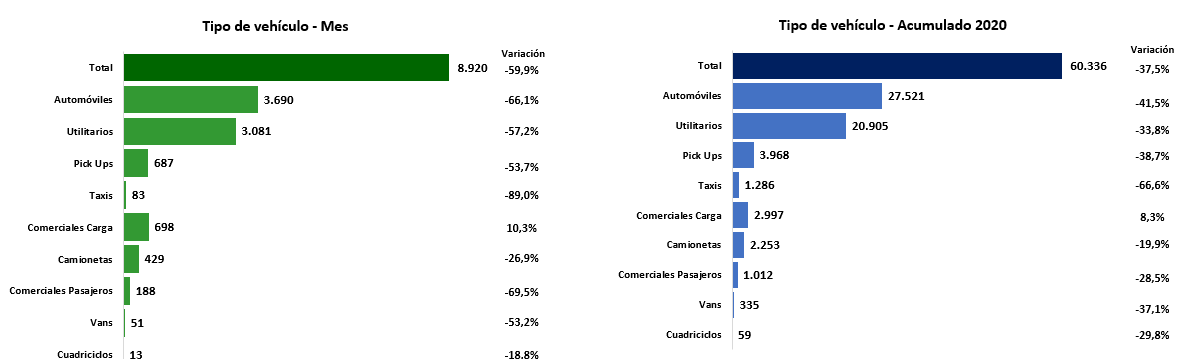 Tipo de vehículo - Mes
Variación
Total 8.920 -59,9%
Automóviles 3.690 -66,1%
Utilitarios 3.081 -57,2%
Pick Ups 687 -53,7%
Taxis 83 -89,0%
Comerciales Carga 698 10,3%
Camionetas 429 -26,9%
Comerciales Pasajeros 188 -69,5%
Vans 51 -53,2%
Cuadriciclos 13 -18.8%
Tipo de vehículo - Acumulado 2020
Variación
Total 60.336 -37,5%
Automóviles 27.521 -41,5%
Utilitarios 20.905 -33,8%
Pick Ups 3.968 -38,7%
Taxis 1.286 -66,6%
Comerciales Carga 2.997 8,3%
Camionetas 2.253 -19,9%
Comerciales Pasajeros 1.012 -28,5%
Vans 335 -37,1%
Cuadriciclos 59 -29,8%